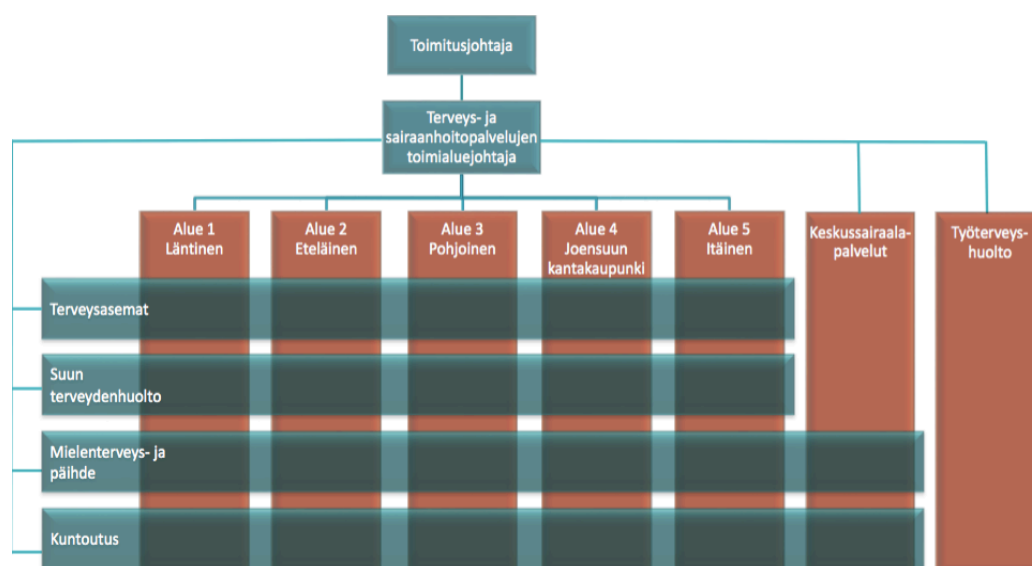 Toimitusjohtaja
Terveys- ja
sairaanhoitopalvelujen
toimialuejohtaja
Alue 1
Läntinen
Alue 2
Eteläinen
Alue 3
Pohjoinen
Alue 4
Joensuun
kantakaupunki
Alue 5
Itäinen
Keskussairaala-
palvelut
Työterveys-
huolto
Terveysasemat
Suun
terveydenhuolto
Mielenterveys- ja
päihde
Kuntoutus